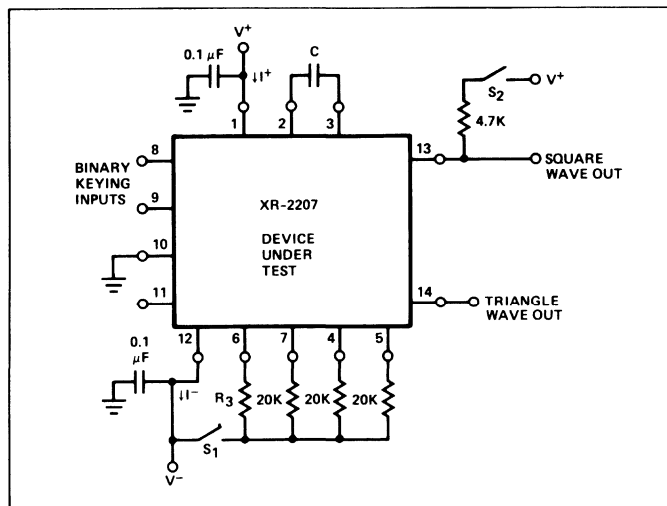 V+
0.1 µF
↓I+
C
1
2
3
S2
V+
4.7K
8
BINARY
KEYING
INPUTS
9
XR-2207
13
SQUARE
WAVE OUT
DEVICE
UNDER
TEST
10
11
14
TRIANGLE
WAVE OUT
12
6
7
4
5
0.1
µF
↓I−
R3
20K
20K
20K
S1
V−